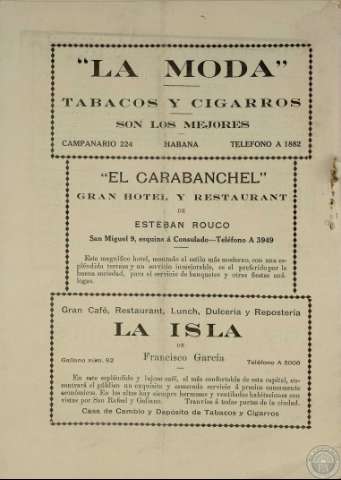 "LA MODA"
TABACOS Y CIGARROS
SON LOS MEJORES
CAMPANARIO 224 HABANA TELEFONO A 1882
"EL CARABANCHEL"
GRAN HOTEL Y RESTAURANT
DE
ESTEBAN ROUCO
San Miguel 9, esquina á Consulado—Teléfono A 3949
Este magnífico hotel, montado al estilo más moderno, con una es-
pléndida terraza y un servicio inmejorable, es el preferido por la
buena sociedad, para el servicio de banquetes y otras fiestas aná-
logas.
Gran Café, Restaurant, Lunch, Dulcería y Repostería
LA ISLA
DE
Galiano núm. 82 Francisco García Teléfono A 5000
En este espléndido y lujoso café, el más confortable de esta capital, en-
contrará el público un exquisito y esmerado servicio á precios sumamente
económicos. En los altos hay siempre hermosas y ventiladas habitaciones con
vistas por San Rafael y Galiano. Tranvías á todas partes de la ciudad.
Casa de Cambio y Depósito de Tabacos y Cigarros